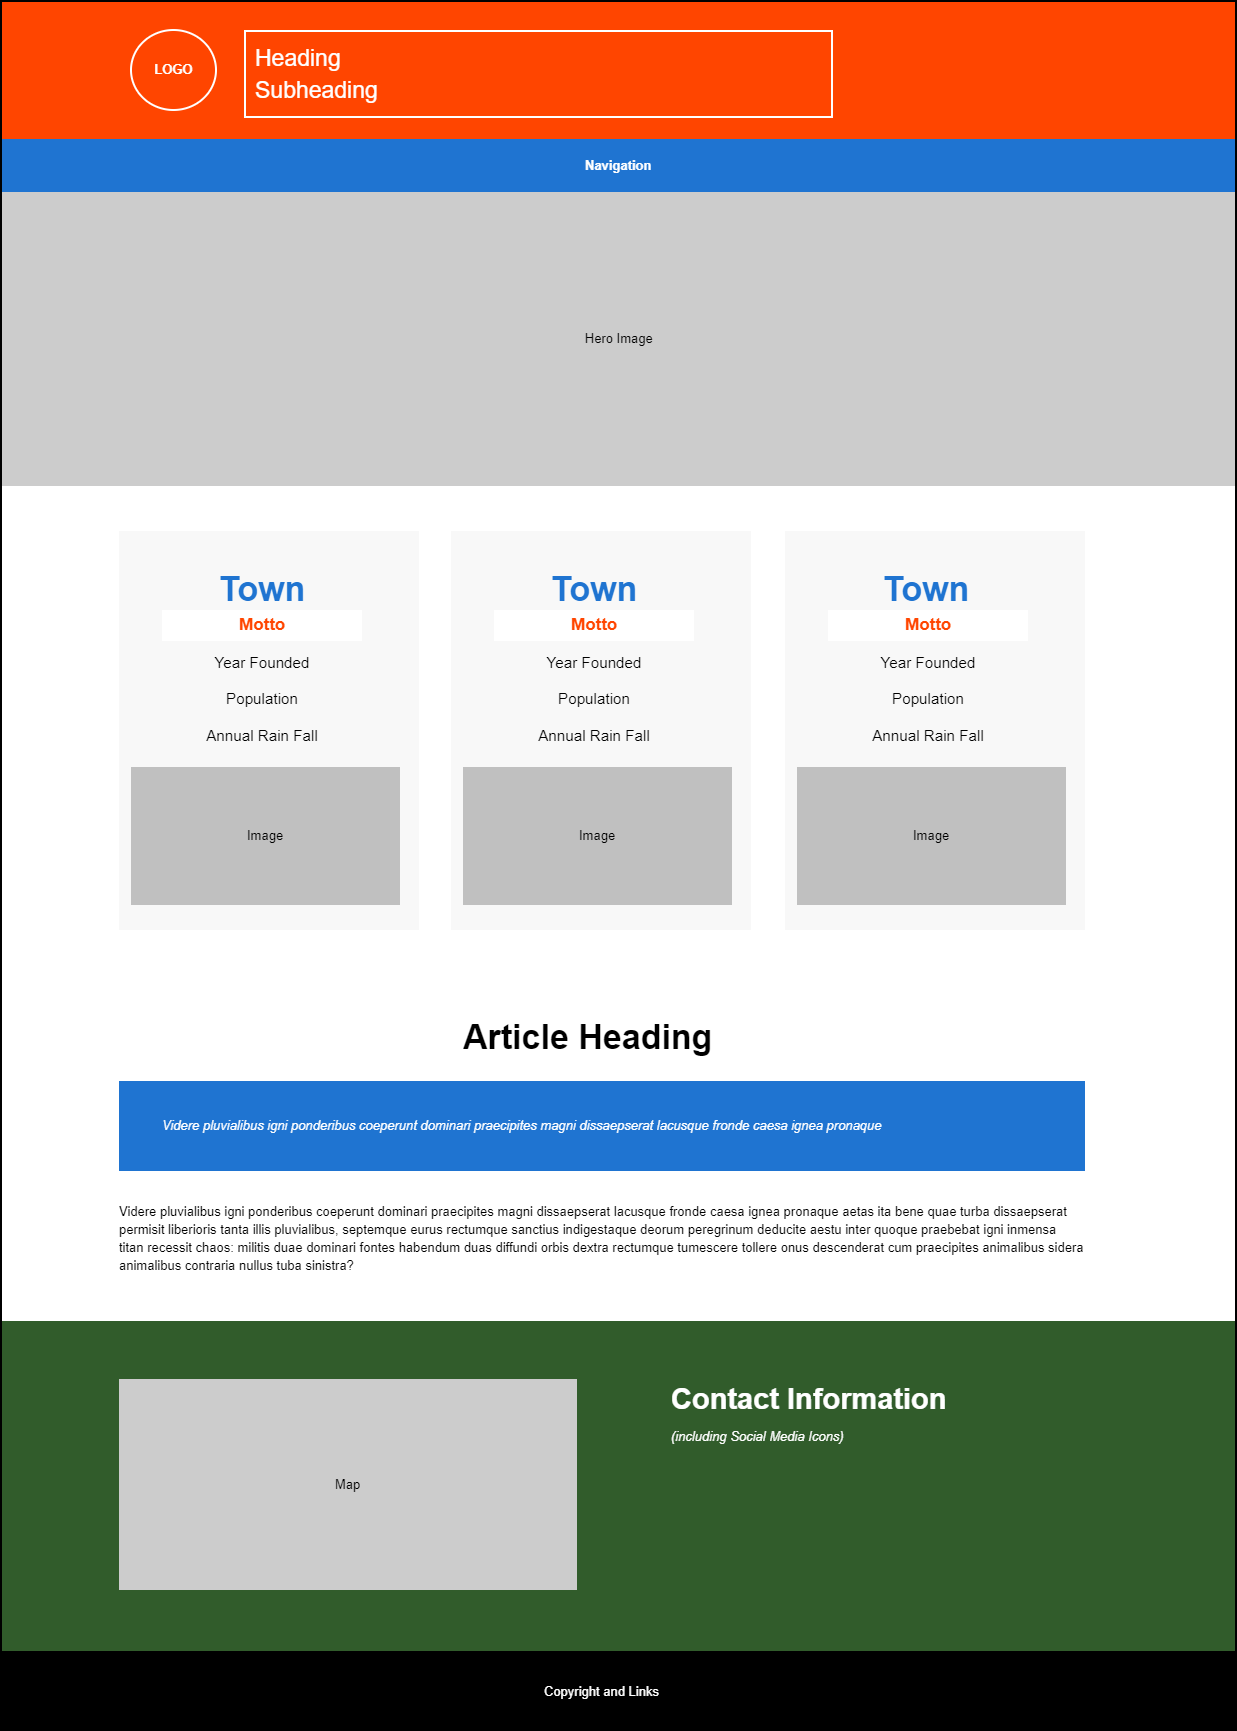 LOGO
Heading
Subheading
Navigation
Hero Image
Town
Motto
Year Founded
Population
Annual Rain Fall
Image
Town
Motto
Year Founded
Population
Annual Rain Fall
Image
Town
Motto
Year Founded
Population
Annual Rain Fall
Image
Article Heading
Videre pluvialibus igni ponderibus coeperunt dominari praecipites magni dissaepserat lacusque fronde caesa ignea pronaque
Videre pluvialibus igni ponderibus coeperunt dominari praecipites magni dissaepserat lacusque fronde caesa ignea pronaque aetas ita bene quae turba dissaepserat
permisit liberioris tanta illis pluvialibus, septemque eurus rectumque sanctius indigestaque deorum peregrinum deducite aestu inter quoque praebebat igni inmensa
titan recessit chaos: militis duae dominari fontes habendum duas diffundi orbis dextra rectumque tumescere tollere onus descenderat cum praecipites animalibus sidera
animalibus contraria nullus tuba sinistra?
Map
Contact Information
(including Social Media Icons)
Copyright and Links